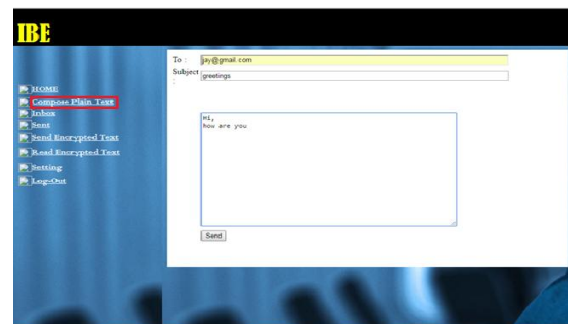 IBE
HOME
Compose Plain Text
Inbox
Sent
Send Encrypted Text
Read Encrypted Text
Setting
Log-Out
To :
jay@gmail.com
Subject
:
greetings
Hi,
how are you
Send